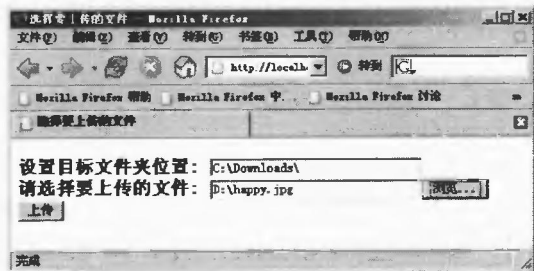 选择要上传的文件 - Mozilla Firefox
文件(F) 编辑(E) 查看(V) 转到(G) 书签(B) 工具(T) 帮助(H)
http://localh 转到 G
Mozilla Firefox 帮助 Mozilla Firefox 中... Mozilla Firefox 讨论
选择要上传的文件
设置目标文件夹位置: C:\Downloads\
请选择要上传的文件: D:\happy.jpg 浏览...
上传
完成